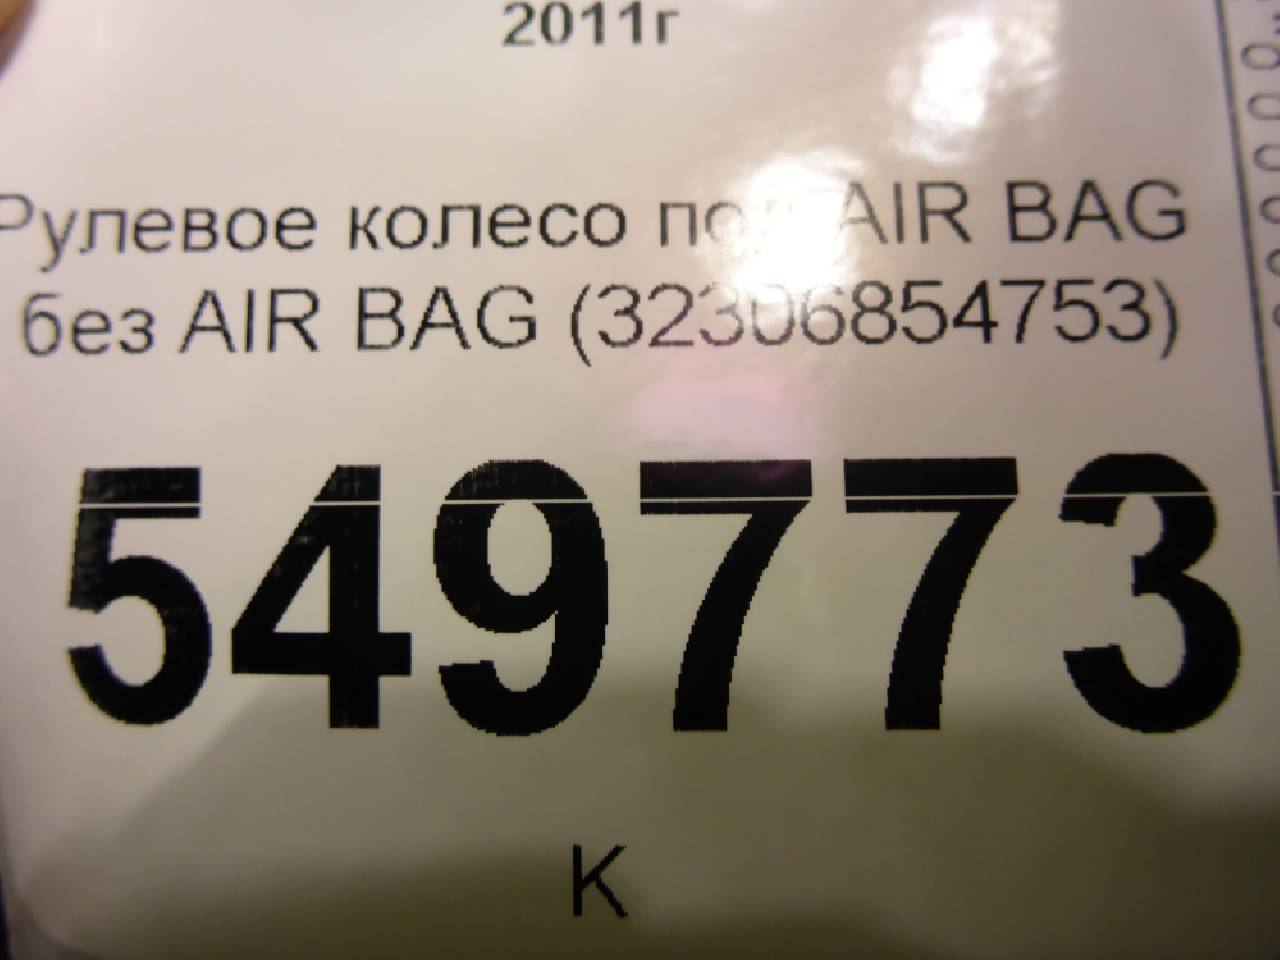 2011г
Рулевое колесо под AIR BAG
без AIR BAG (32306854753)
549773
К